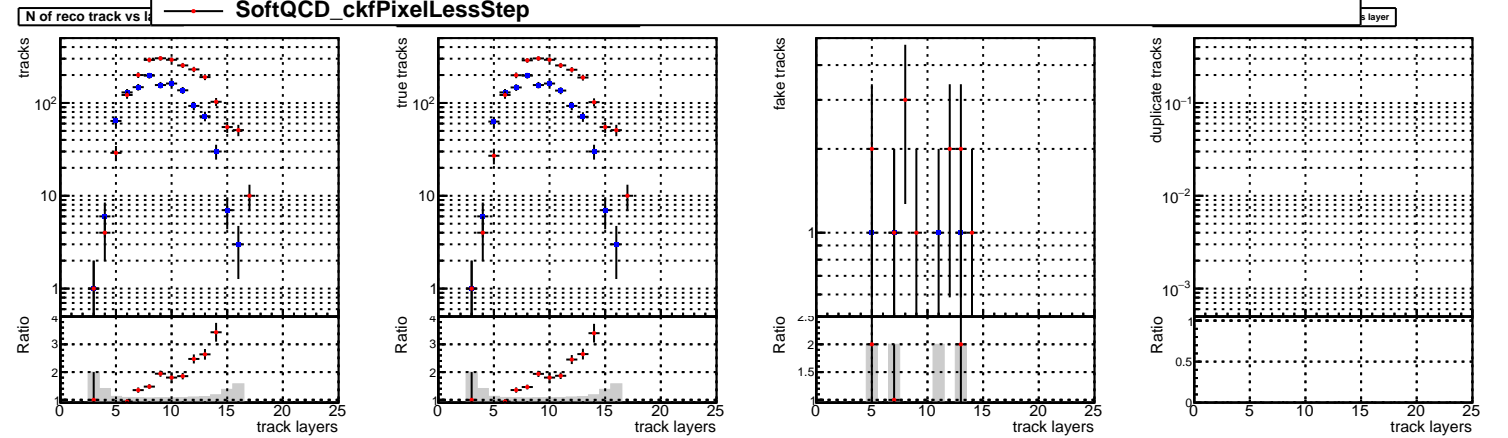 SoftQCD_ckfPixelLessStep
N of reco track vs la
s layer
tracks
10²
10
1
Ratio
4
3
2
1
0 5 10 15 20 25
track layers
true tracks
10²
10
1
Ratio
4
3
2
1
0 5 10 15 20 25
track layers
fake tracks
1
Ratio
2.5
2
1.5
1
0 5 10 15 20 25
track layers
duplicate tracks
10⁻¹
10⁻²
10⁻³
Ratio
1
0.5
0
0 5 10 15 20 25
track layers